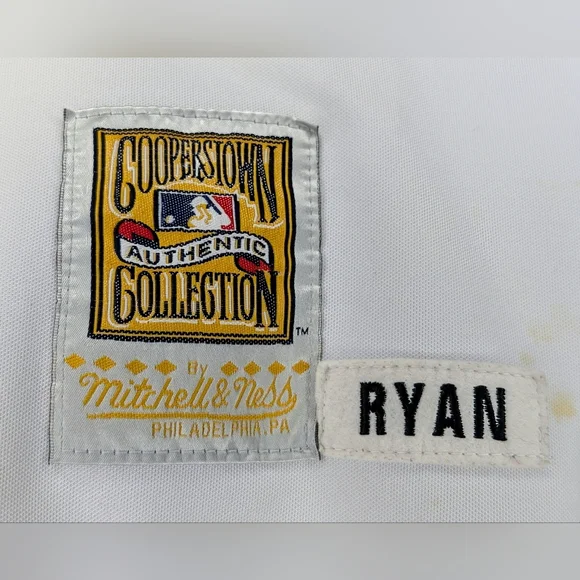 COOPERSTOWN
AUTHENTIC
COLLECTION
TM
BY
Mitchell & Ness
PHILADELPHIA, PA
RYAN